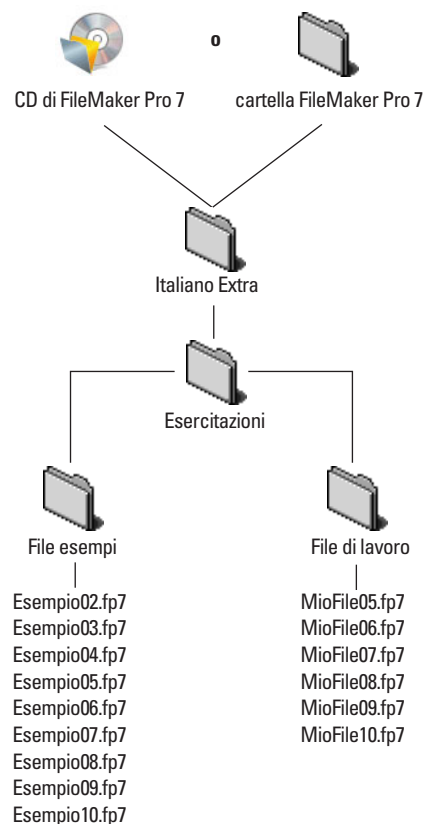 o
CD di FileMaker Pro 7
cartella FileMaker Pro 7
Italiano Extra
Esercitazioni
File esempi
File di lavoro
Esempio02.fp7
Esempio03.fp7
Esempio04.fp7
Esempio05.fp7
Esempio06.fp7
Esempio07.fp7
Esempio08.fp7
Esempio09.fp7
Esempio10.fp7
MioFile05.fp7
MioFile06.fp7
MioFile07.fp7
MioFile08.fp7
MioFile09.fp7
MioFile10.fp7